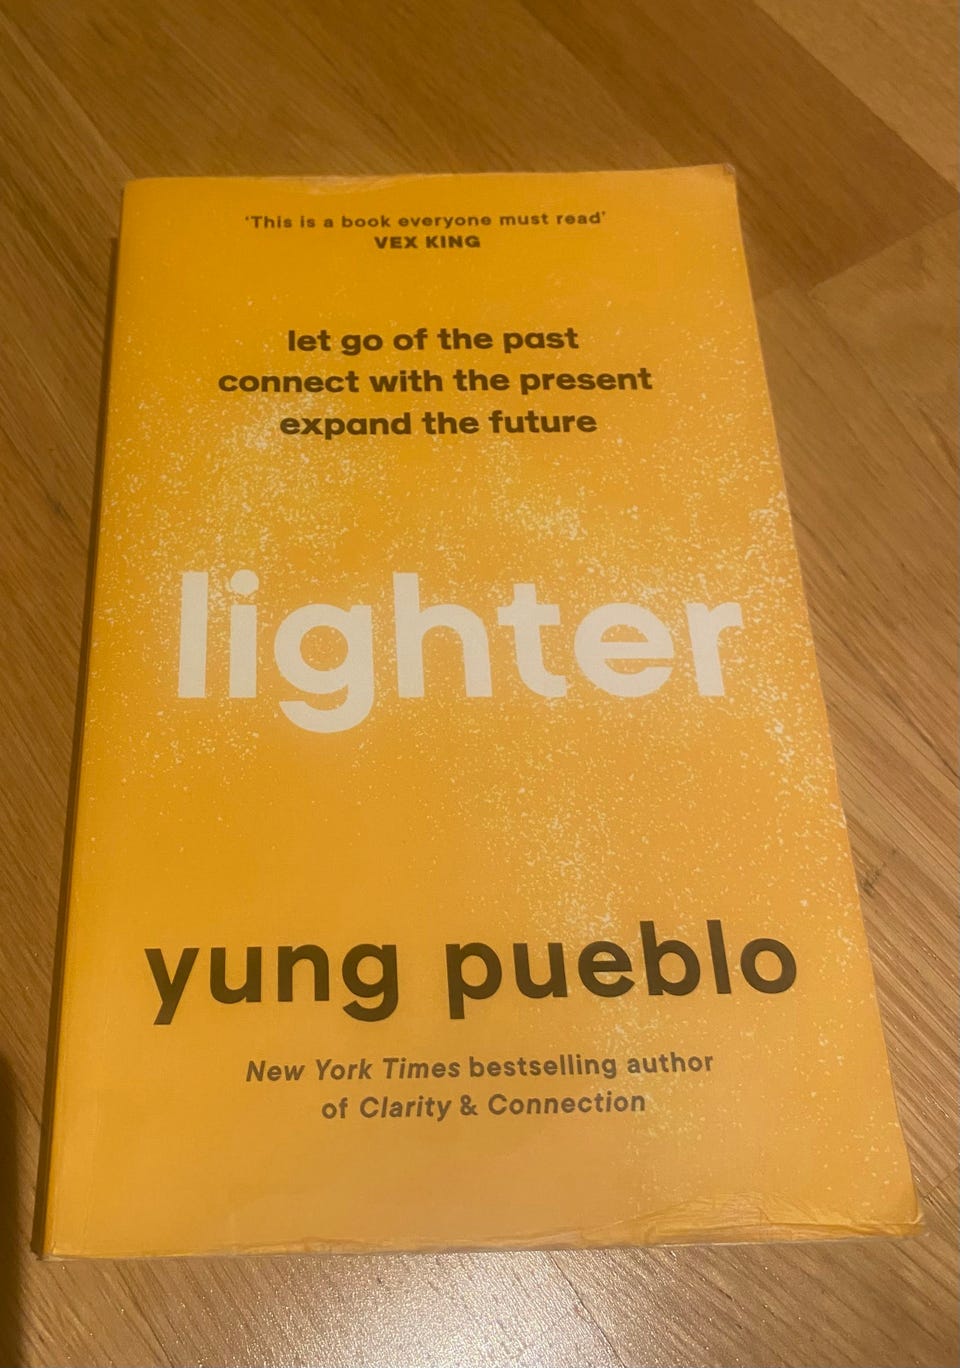 ‘This is a book everyone must read’
VEX KING
let go of the past
connect with the present
expand the future
lighter
yung pueblo
New York Times bestselling author
of Clarity & Connection